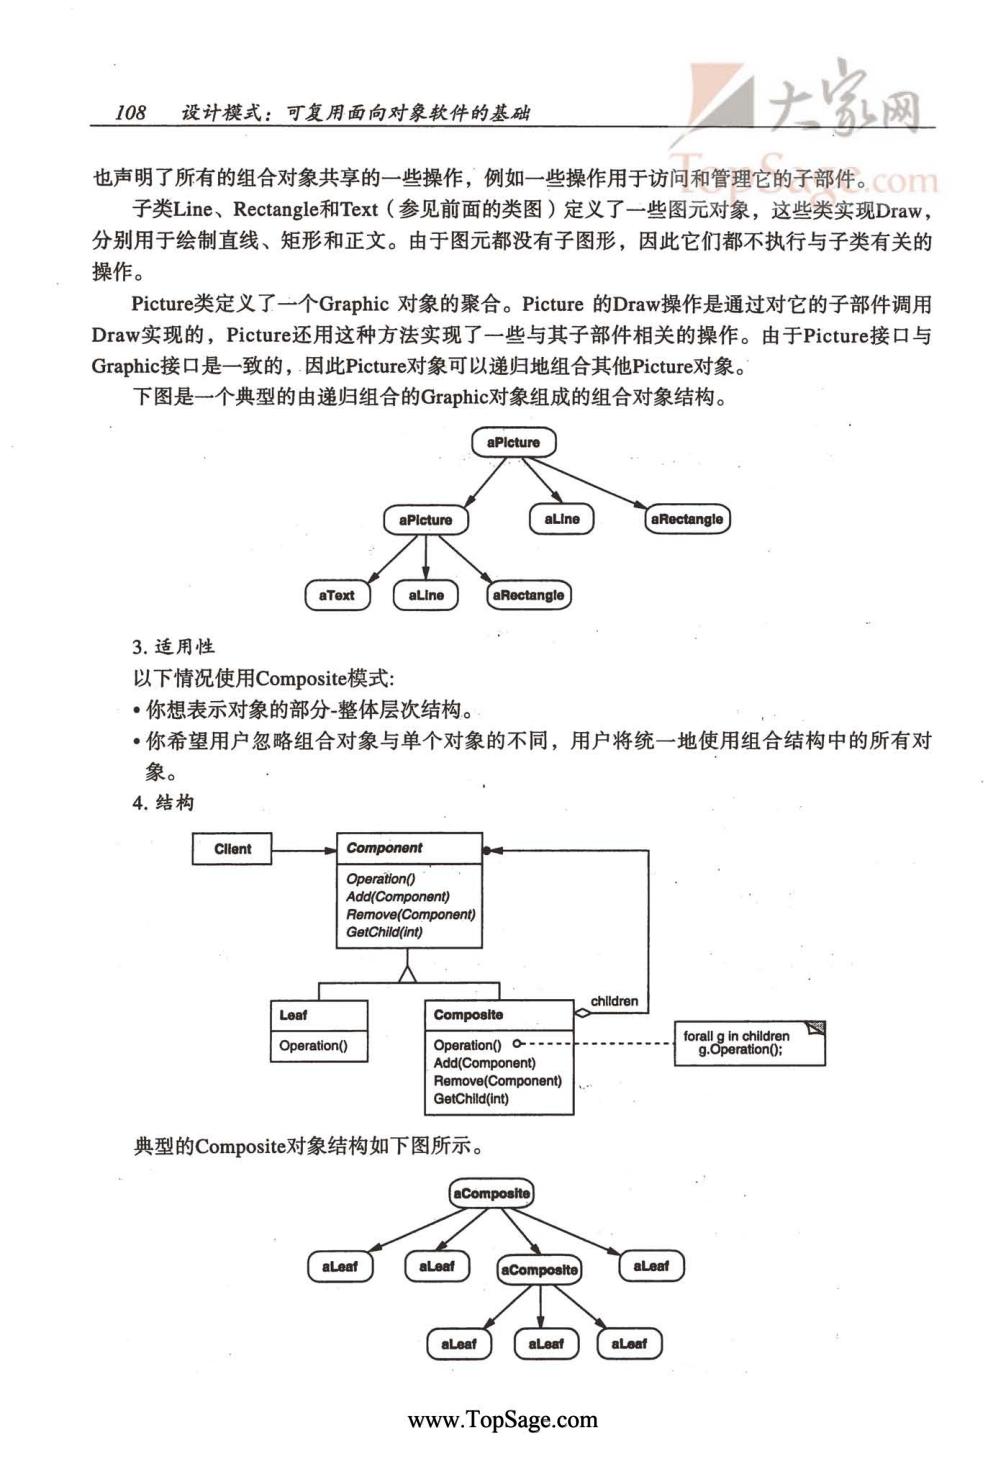 大家网
TopSage.com
108 设计模式：可复用面向对象软件的基础
也声明了所有的组合对象共享的一些操作，例如一些操作用于访问和管理它的子部件。
子类Line、Rectangle和Text（参见前面的类图）定义了一些图元对象，这些类实现Draw，
分别用于绘制直线、矩形和正文。由于图元都没有子图形，因此它们都不执行与子类有关的
操作。
Picture类定义了一个Graphic 对象的聚合。Picture 的Draw操作是通过对它的子部件调用
Draw实现的，Picture还用这种方法实现了一些与其子部件相关的操作。由于Picture接口与
Graphic接口是一致的，因此Picture对象可以递归地组合其他Picture对象。
下图是一个典型的由递归组合的Graphic对象组成的组合对象结构。
aPicture
aPicture aLine aRectangle
aText aLine aRectangle
3. 适用性
以下情况使用Composite模式:
• 你想表示对象的部分-整体层次结构。
• 你希望用户忽略组合对象与单个对象的不同，用户将统一地使用组合结构中的所有对
象。
4. 结构
Client
Component
Operation()
Add(Component)
Remove(Component)
GetChild(int)
Leaf
Operation()
Composite
Operation()
Add(Component)
Remove(Component)
GetChild(int)
children
forall g in children
g.Operation();
典型的Composite对象结构如下图所示。
aComposite
aLeaf aLeaf aComposite aLeaf
aLeaf aLeaf aLeaf
www.TopSage.com